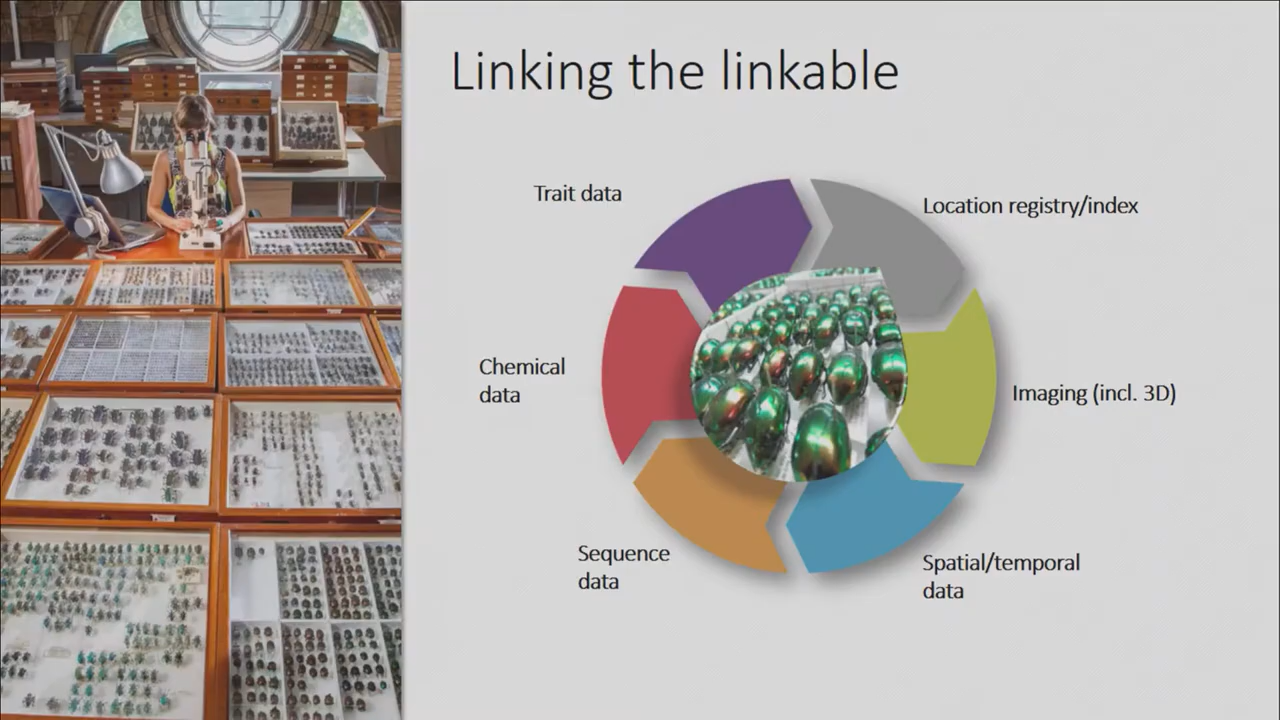 Linking the linkable
Trait data
Location registry/index
Chemical
data
Imaging (incl. 3D)
Sequence
data
Spatial/temporal
data